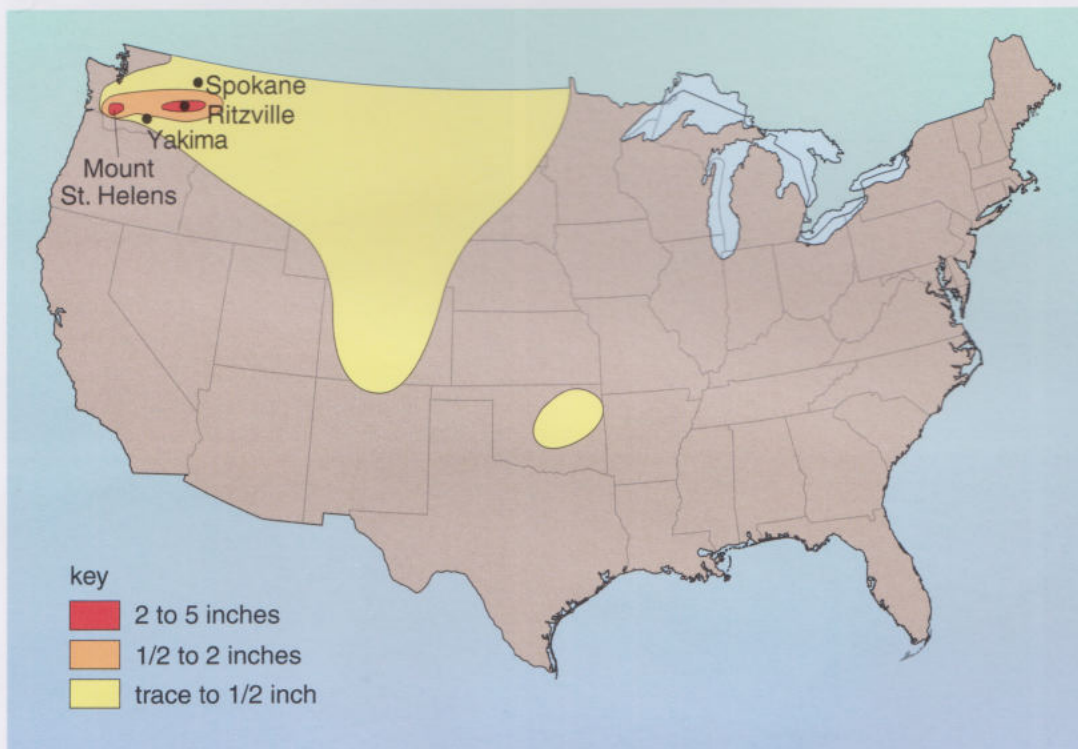 Spokane
Ritzville
Yakima
Mount
St. Helens
key
2 to 5 inches
1/2 to 2 inches
trace to 1/2 inch